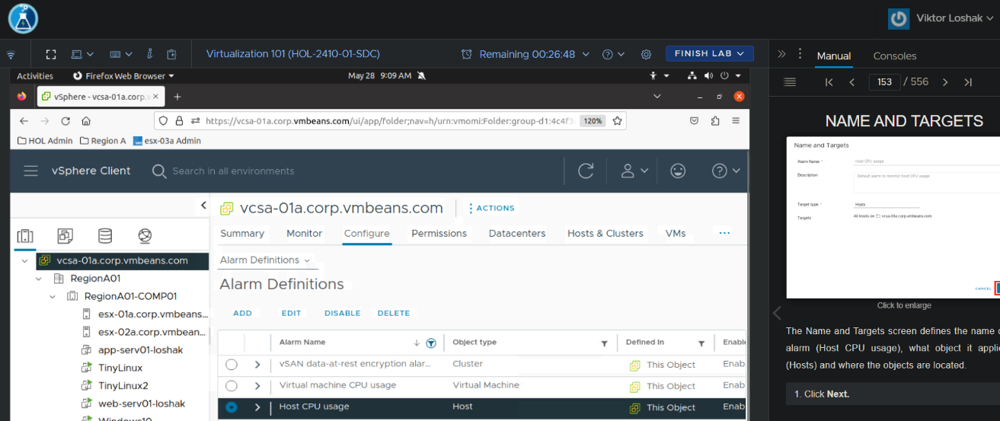 Viktor Loshak
Virtualization 101 (HOL-2410-01-SDC)
Remaining 00:26:48
FINISH LAB
Manual
Consoles
Activities
Firefox Web Browser
May 28 9:09 AM
153 / 556
vSphere - vcsa-01a.corp.v
https://vcsa-01a.corp.vmbeans.com/ui/app/folder;nav=h/urn:vmomi:Folder:group-d1:4c4f3
120%
HOL Admin
Region A
esx-03a Admin
vSphere Client
Search in all environments
vcsa-01a.corp.vmbeans.com
ACTIONS
Summary
Monitor
Configure
Permissions
Datacenters
Hosts & Clusters
VMs
...
vcsa-01a.corp.vmbeans.com
RegionA01
RegionA01-COMP01
esx-01a.corp.vmbeans...
esx-02a.corp.vmbean...
app-serv01-loshak
TinyLinux
TinyLinux2
web-serv01-loshak
Windows10
Alarm Definitions
Alarm Definitions
ADD
EDIT
DISABLE
DELETE
Alarm Name
Object type
Defined In
Enable
vSAN data-at-rest encryption alar...
Cluster
This Object
Enab
Virtual machine CPU usage
Virtual Machine
This Object
Enab
Host CPU usage
Host
This Object
Enab
NAME AND TARGETS
Name and Targets
Alarm Name *
Host CPU usage
Description
Default alarm to monitor host CPU usage
Target type *
Hosts
Targets
All Hosts on vcsa-01a.corp.vmbeans.com
CANCEL
Click to enlarge
The Name and Targets screen defines the name o
alarm (Host CPU usage), what object it applie
(Hosts) and where the objects are located.
1. Click Next.